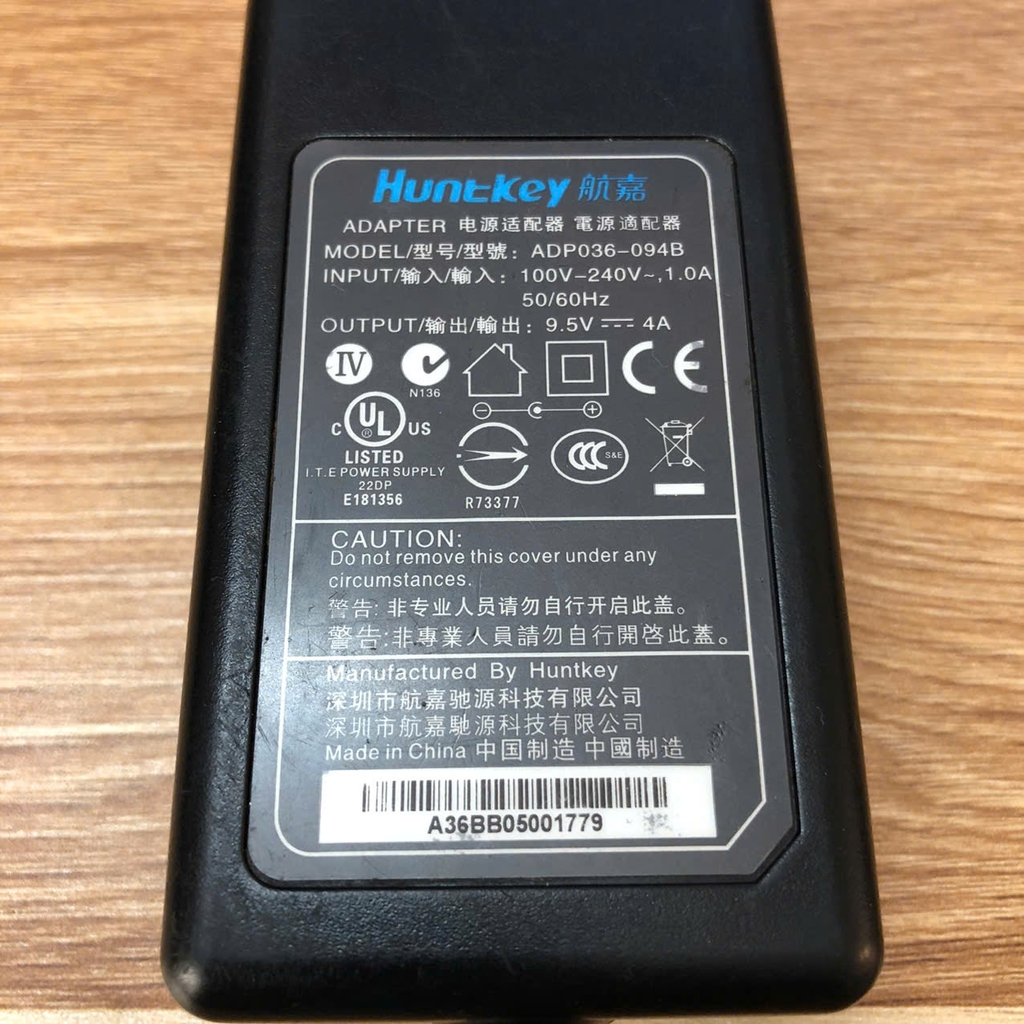 Huntkey 航嘉
ADAPTER 电源适配器 電源適配器
MODEL/型号/型號: ADP036-094B
INPUT/输入/輸入: 100V-240V~,1.0A
50/60Hz
OUTPUT/输出/輸出: 9.5V ⎓ 4A
IV
N136
CE
C UL ® US
LISTED
I.T.E POWER SUPPLY
22DP
E181356
R73377
CCC S&E
CAUTION:
Do not remove this cover under any
circumstances.
警告: 非专业人员请勿自行开启此盖。
警告: 非專業人員請勿自行開啓此蓋。
Manufactured By Huntkey
深圳市航嘉驰源科技有限公司
深圳市航嘉馳源科技有限公司
Made in China 中国制造 中國制造
A36BB05001779